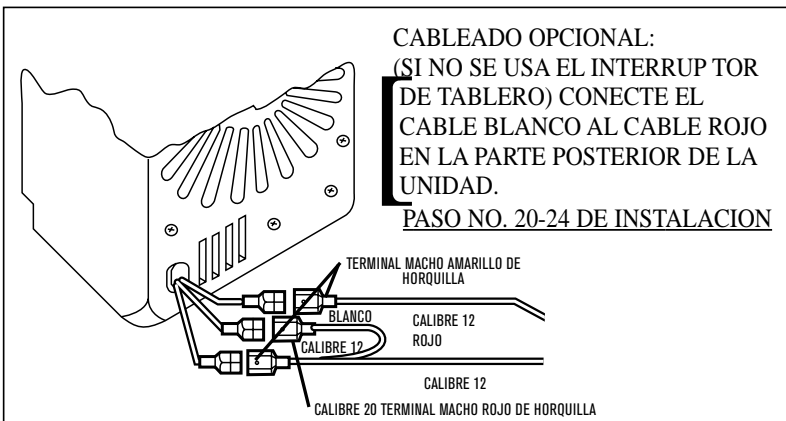 CABLEADO OPCIONAL:
(SI NO SE USA EL INTERRUP TOR
DE TABLERO) CONECTE EL
CABLE BLANCO AL CABLE ROJO
EN LA PARTE POSTERIOR DE LA
UNIDAD.
PASO NO. 20-24 DE INSTALACION
TERMINAL MACHO AMARILLO DE
HORQUILLA
BLANCO
CALIBRE 12
ROJO
CALIBRE 12
CALIBRE 12
CALIBRE 20 TERMINAL MACHO ROJO DE HORQUILLA